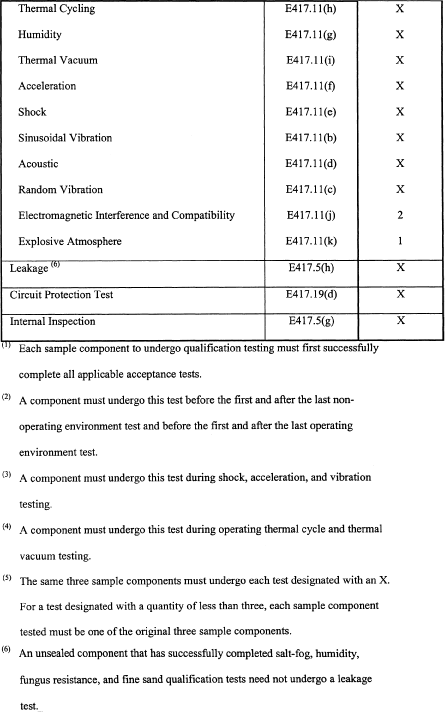 Thermal Cycling E417.11(h) X
Humidity E417.11(g) X
Thermal Vacuum E417.11(i) X
Acceleration E417.11(f) X
Shock E417.11(e) X
Sinusoidal Vibration E417.11(b) X
Acoustic E417.11(d) X
Random Vibration E417.11(c) X
Electromagnetic Interference and Compatibility E417.11(j) 2
Explosive Atmosphere E417.11(k) 1
Leakage (6) E417.5(h) X
Circuit Protection Test E417.19(d) X
Internal Inspection E417.5(g) X
(1) Each sample component to undergo qualification testing must first successfully
complete all applicable acceptance tests.
(2) A component must undergo this test before the first and after the last non-
operating environment test and before the first and after the last operating
environment test.
(3) A component must undergo this test during shock, acceleration, and vibration
testing.
(4) A component must undergo this test during operating thermal cycle and thermal
vacuum testing.
(5) The same three sample components must undergo each test designated with an X.
For a test designated with a quantity of less than three, each sample component
tested must be one of the original three sample components.
(6) An unsealed component that has successfully completed salt-fog, humidity,
fungus resistance, and fine sand qualification tests need not undergo a leakage
test.